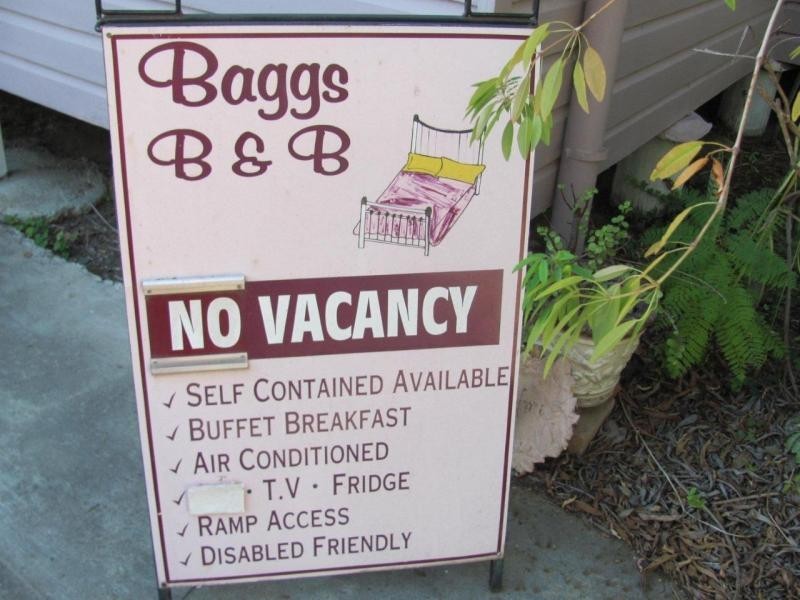 Baggs
B & B
NO VACANCY
✓ SELF CONTAINED AVAILABLE
✓ BUFFET BREAKFAST
✓ AIR CONDITIONED
✓ · T.V · FRIDGE
✓ RAMP ACCESS
✓ DISABLED FRIENDLY